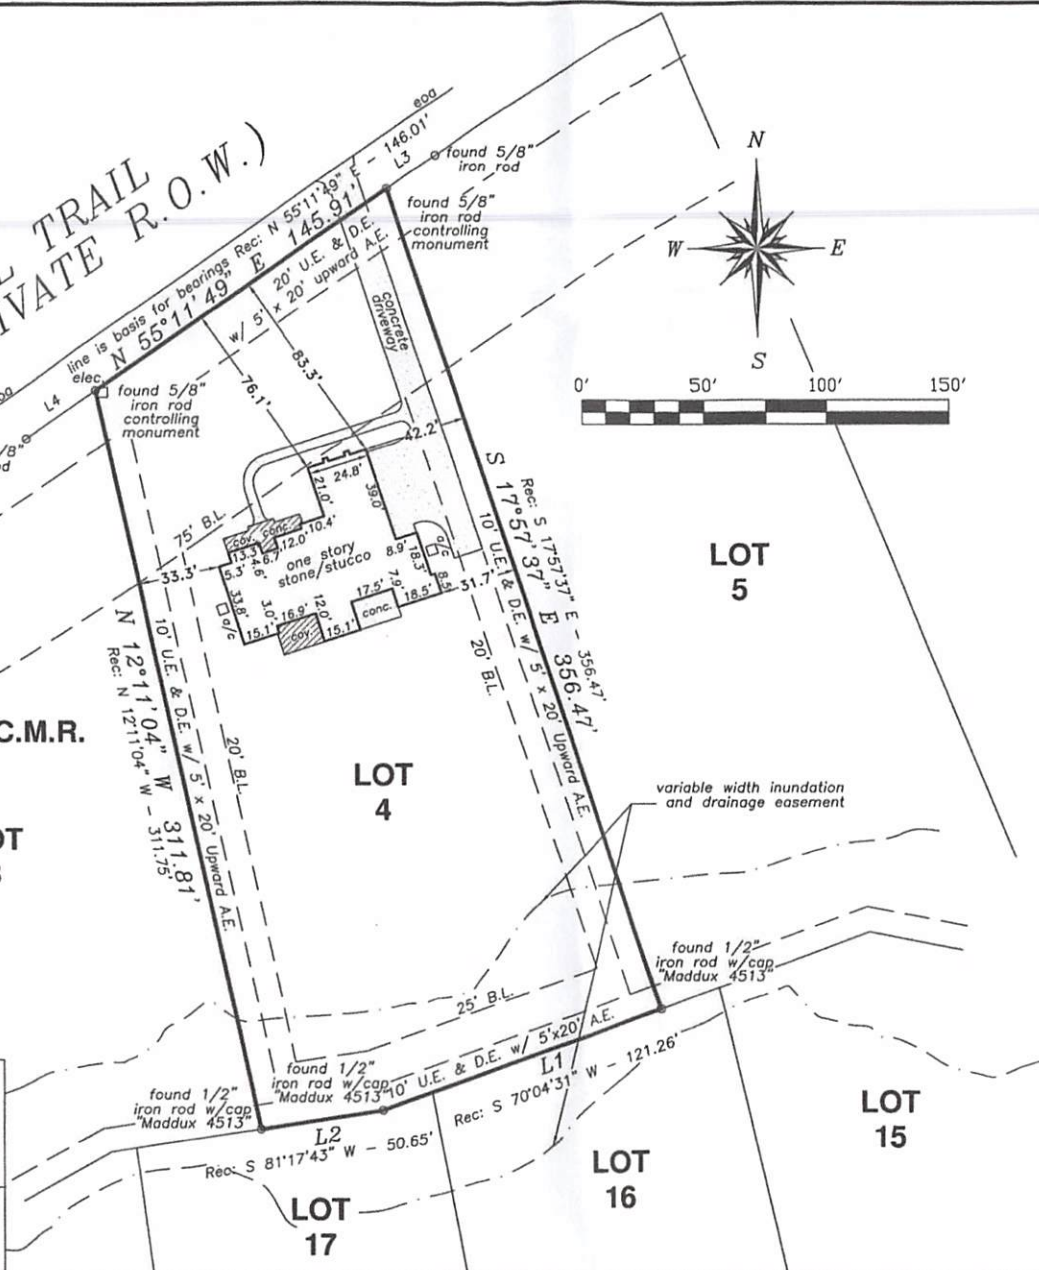 TRAIL
R.O.W.)
eoa
L3
found 5/8"
iron rod
found 5/8"
iron rod
controlling
monument
line is basis for bearings Rec: N 55°11'49" E - 146.01'
N 55°11'49" E 145.91'
20' U.E. & D.E.
w/ 5' x 20' upward A.E.
concrete
driveway
N
W
E
S
0' 50' 100' 150'
elec.
L4
found 5/8"
iron rod
controlling
monument
76.1'
83.3'
42.2'
24.8'
21.0'
39.0'
75' B.L.
cov. conc.
10.4'
12.0'
6.7'
13.3'
4.6'
5.3'
33.3'
33.8'
one story
stone/stucco
8.9'
18.3'
a/c
8.5'
31.7'
a/c
3.0'
16.9'
12.0'
17.5'
7.9'
18.5'
15.1'
cov.
15.1'
conc.
S 17°57'37" E 356.47'
Rec: S 17°57'37" E - 356.47'
10' U.E. & D.E. w/ 5' x 20' Upward A.E.
20' B.L.
N 12°11'04" W 311.81'
Rec: N 12°11'04" W - 311.75'
10' U.E. & D.E. w/ 5' x 20' Upward A.E.
20' B.L.
LOT
5
C.M.R.
LOT
4
variable width inundation
and drainage easement
found 1/2"
iron rod w/cap
"Maddux 4513"
25' B.L.
10' U.E. & D.E. w/ 5'x20' A.E.
L1
Rec: S 70°04'31" W - 121.26'
found 1/2"
iron rod w/cap
"Maddux 4513"
found 1/2"
iron rod w/cap
"Maddux 4513"
L2
Rec: S 81°17'43" W - 50.65'
LOT
15
LOT
16
LOT
17